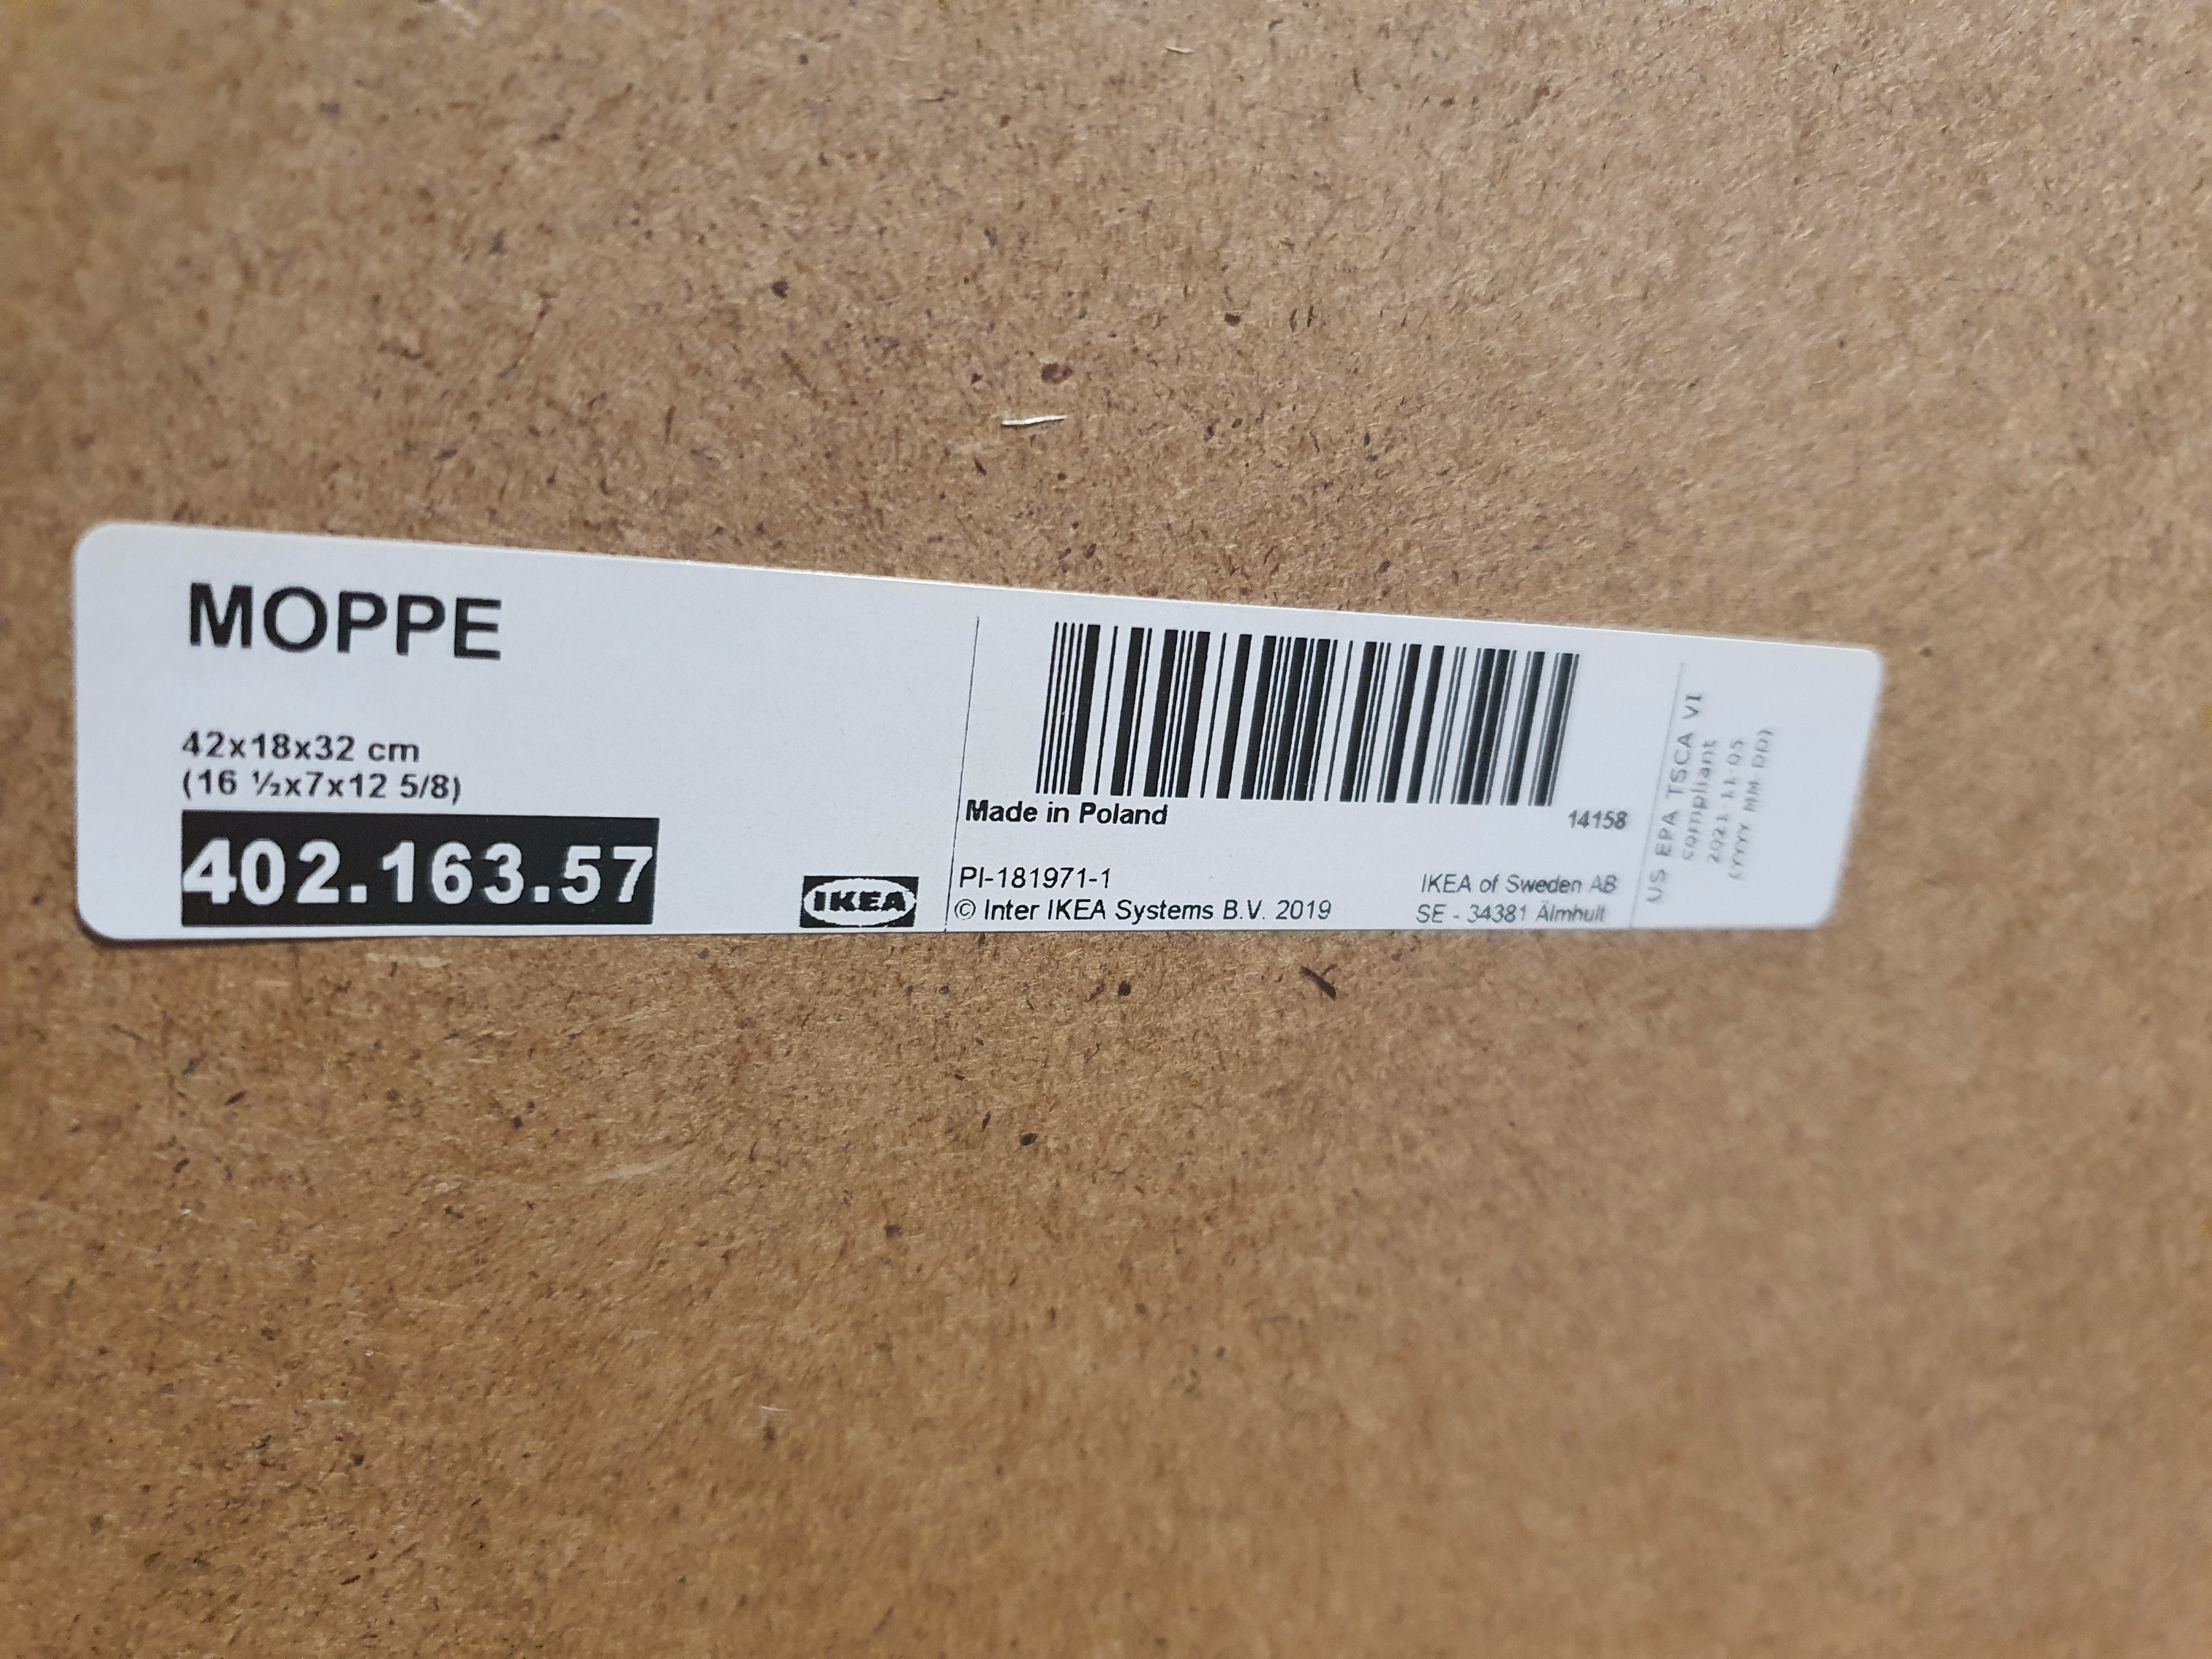 MOPPE
42x18x32 cm
(16 ½x7x12 5/8)
402.163.57
IKEA
Made in Poland
14158
PI-181971-1
© Inter IKEA Systems B.V. 2019
IKEA of Sweden AB
SE - 34381 Älmhult
US EPA TSCA VI
compliant
2021-11-05
(YYYY-MM-DD)